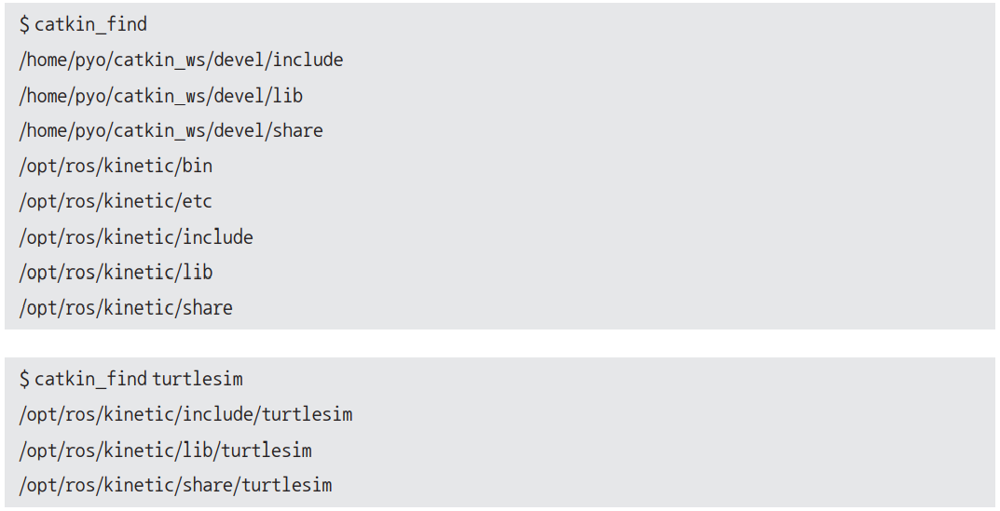 $ catkin_find
/home/pyo/catkin_ws/devel/include
/home/pyo/catkin_ws/devel/lib
/home/pyo/catkin_ws/devel/share
/opt/ros/kinetic/bin
/opt/ros/kinetic/etc
/opt/ros/kinetic/include
/opt/ros/kinetic/lib
/opt/ros/kinetic/share
$ catkin_find turtlesim
/opt/ros/kinetic/include/turtlesim
/opt/ros/kinetic/lib/turtlesim
/opt/ros/kinetic/share/turtlesim